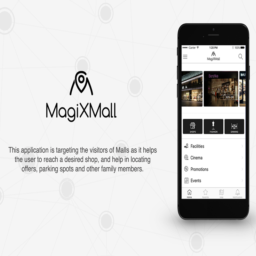 MagiXMall
This application is targeting the visitors of Malls as it helps
the user to reach a desired shop, and help in locating
offers, parking spots and other family members.
MagiXMall
Facilities
Cinema
Promotions
Events